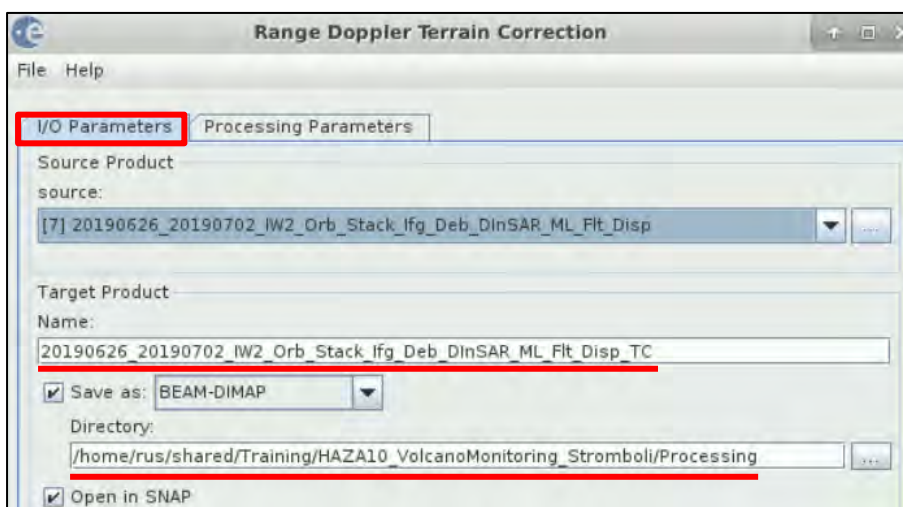 Range Doppler Terrain Correction
File Help
I/O Parameters Processing Parameters
Source Product
source:
[7] 20190626_20190702_IW2_Orb_Stack_Ifg_Deb_DInSAR_ML_Flt_Disp
...
Target Product
Name:
20190626_20190702_IW2_Orb_Stack_Ifg_Deb_DInSAR_ML_Flt_Disp_TC
Save as: BEAM-DIMAP
Directory:
/home/rus/shared/Training/HAZA10_VolcanoMonitoring_Stromboli/Processing
...
Open in SNAP